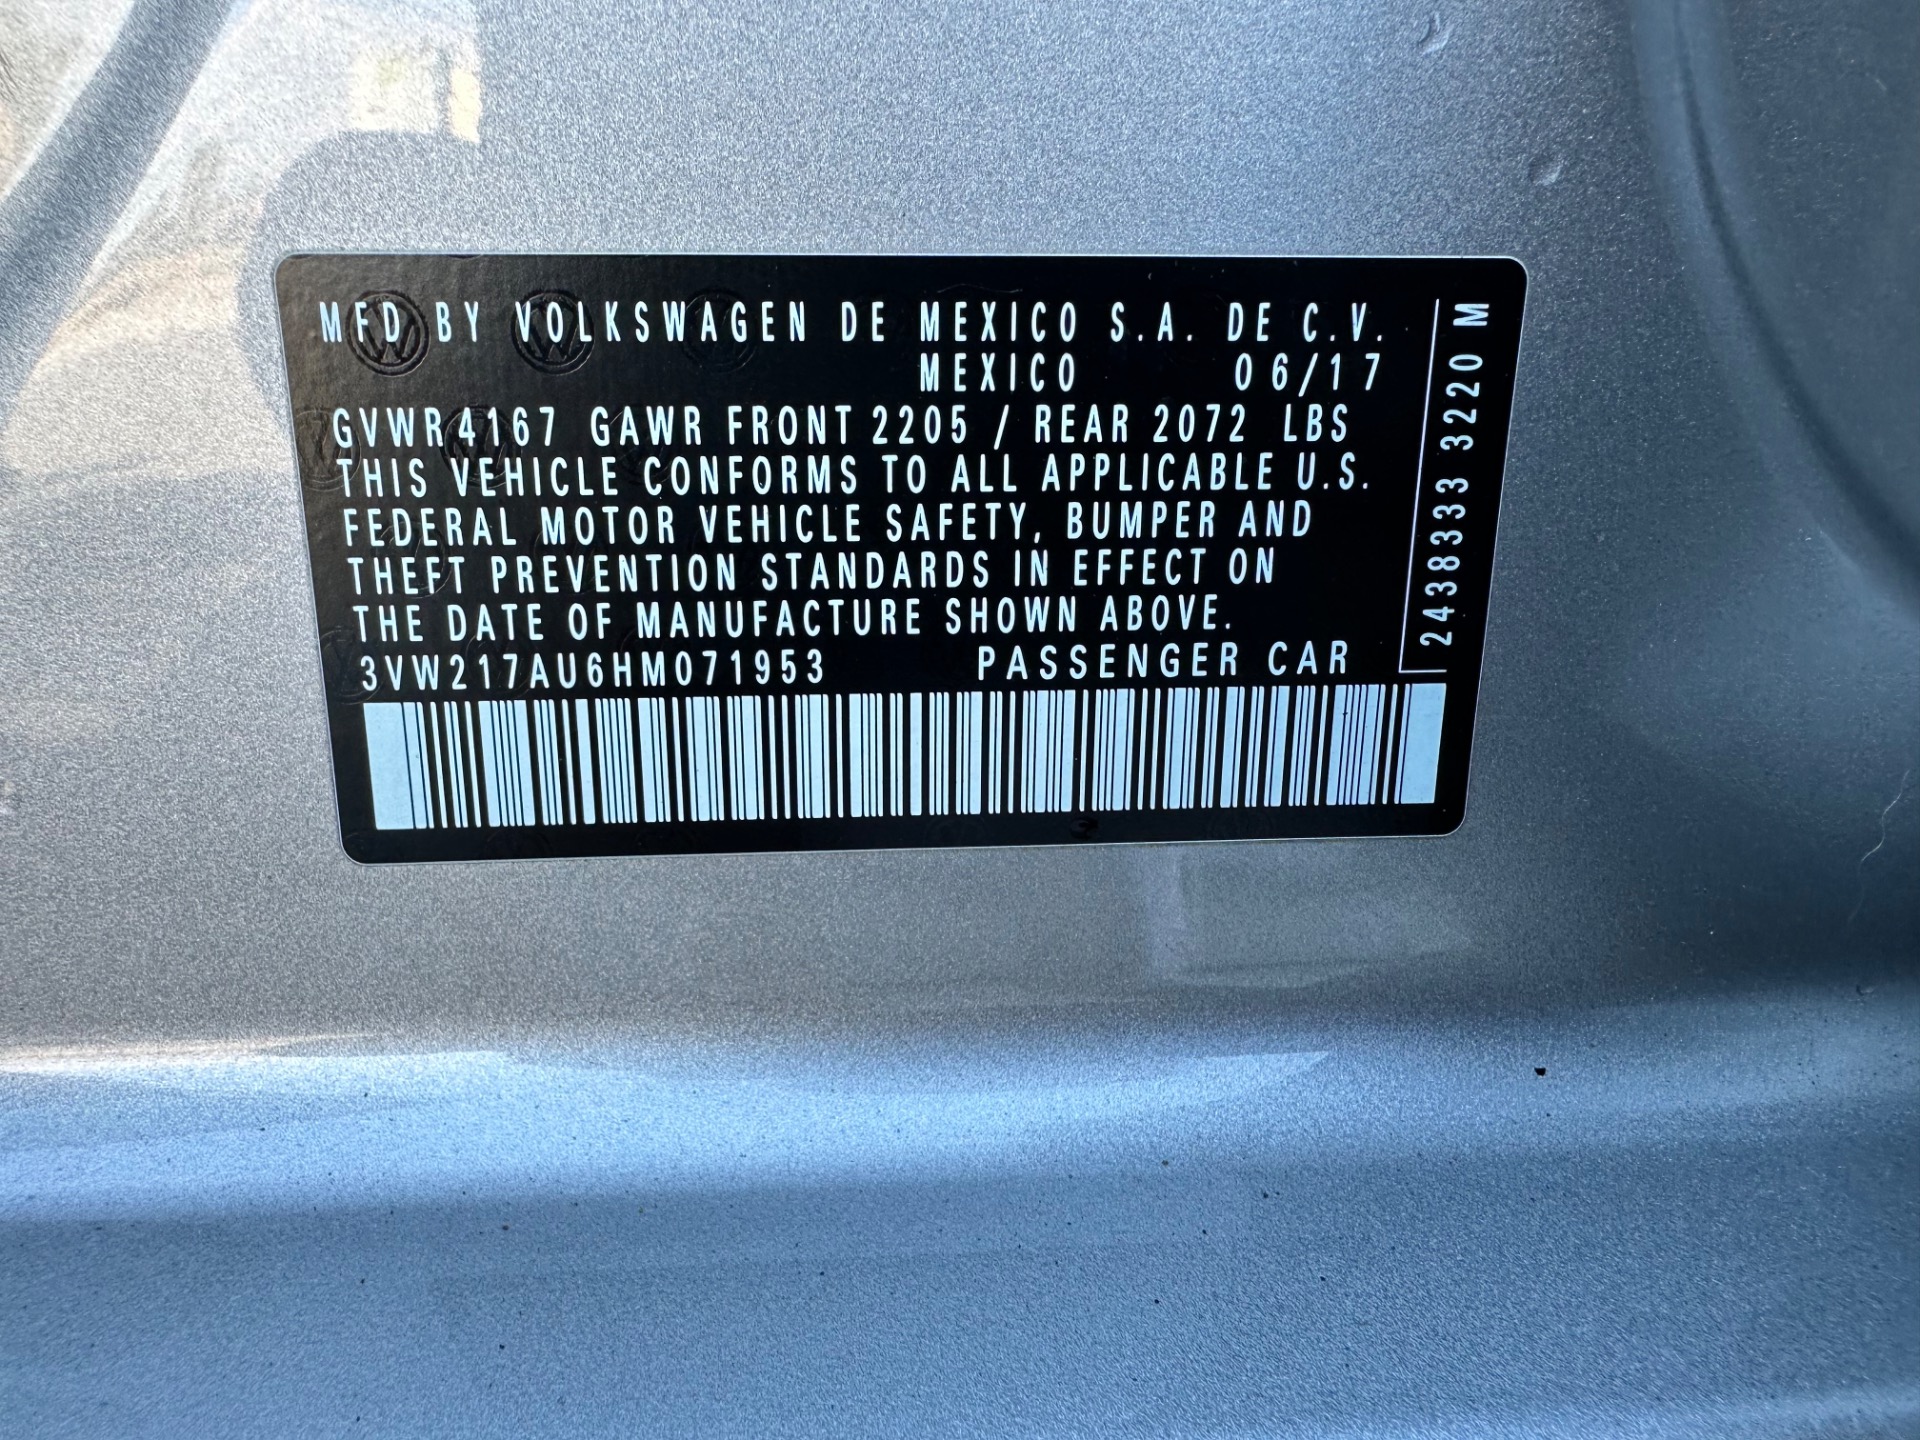 MFD BY VOLKSWAGEN DE MEXICO S.A. DE C.V.
MEXICO 06/17
GVWR 4167 GAWR FRONT 2205 / REAR 2072 LBS
THIS VEHICLE CONFORMS TO ALL APPLICABLE U.S.
FEDERAL MOTOR VEHICLE SAFETY, BUMPER AND
THEFT PREVENTION STANDARDS IN EFFECT ON
THE DATE OF MANUFACTURE SHOWN ABOVE.
3VW217AU6HM071953 PASSENGER CAR
2438333 3220 M